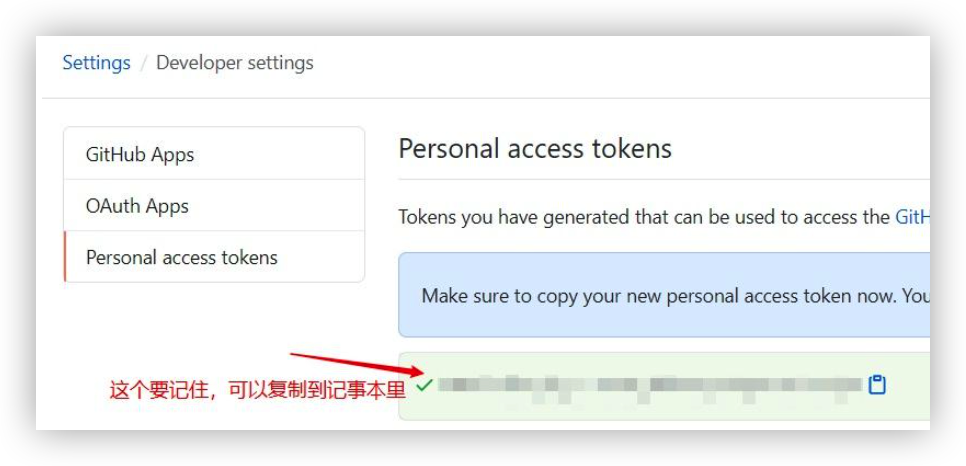 Settings / Developer settings
GitHub Apps
OAuth Apps
Personal access tokens
Personal access tokens
Tokens you have generated that can be used to access the GitH
Make sure to copy your new personal access token now. You
这个要记住，可以复制到记事本里